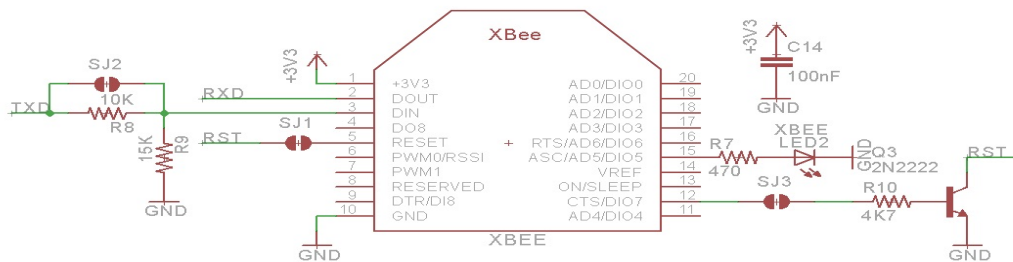 XBee
+3V3
1
+3V3
2
DOUT
3
DIN
4
DO8
5
RESET
6
PWM0/RSSI
7
PWM1
8
RESERVED
9
DTR/DI8
10
GND
AD0/DIO0
20
AD1/DIO1
19
AD2/DIO2
18
AD3/DIO3
17
RTS/AD6/DIO6
16
ASC/AD5/DIO5
15
VREF
14
ON/SLEEP
13
CTS/DIO7
12
AD4/DIO4
11
XBEE
SJ2
TXD
10K
R8
15K
R9
GND
RXD
RST
SJ1
GND
+3V3
C14
100nF
GND
R7
470
XBEE
LED2
GND
Q3
2N2222
RST
SJ3
R10
4K7
GND